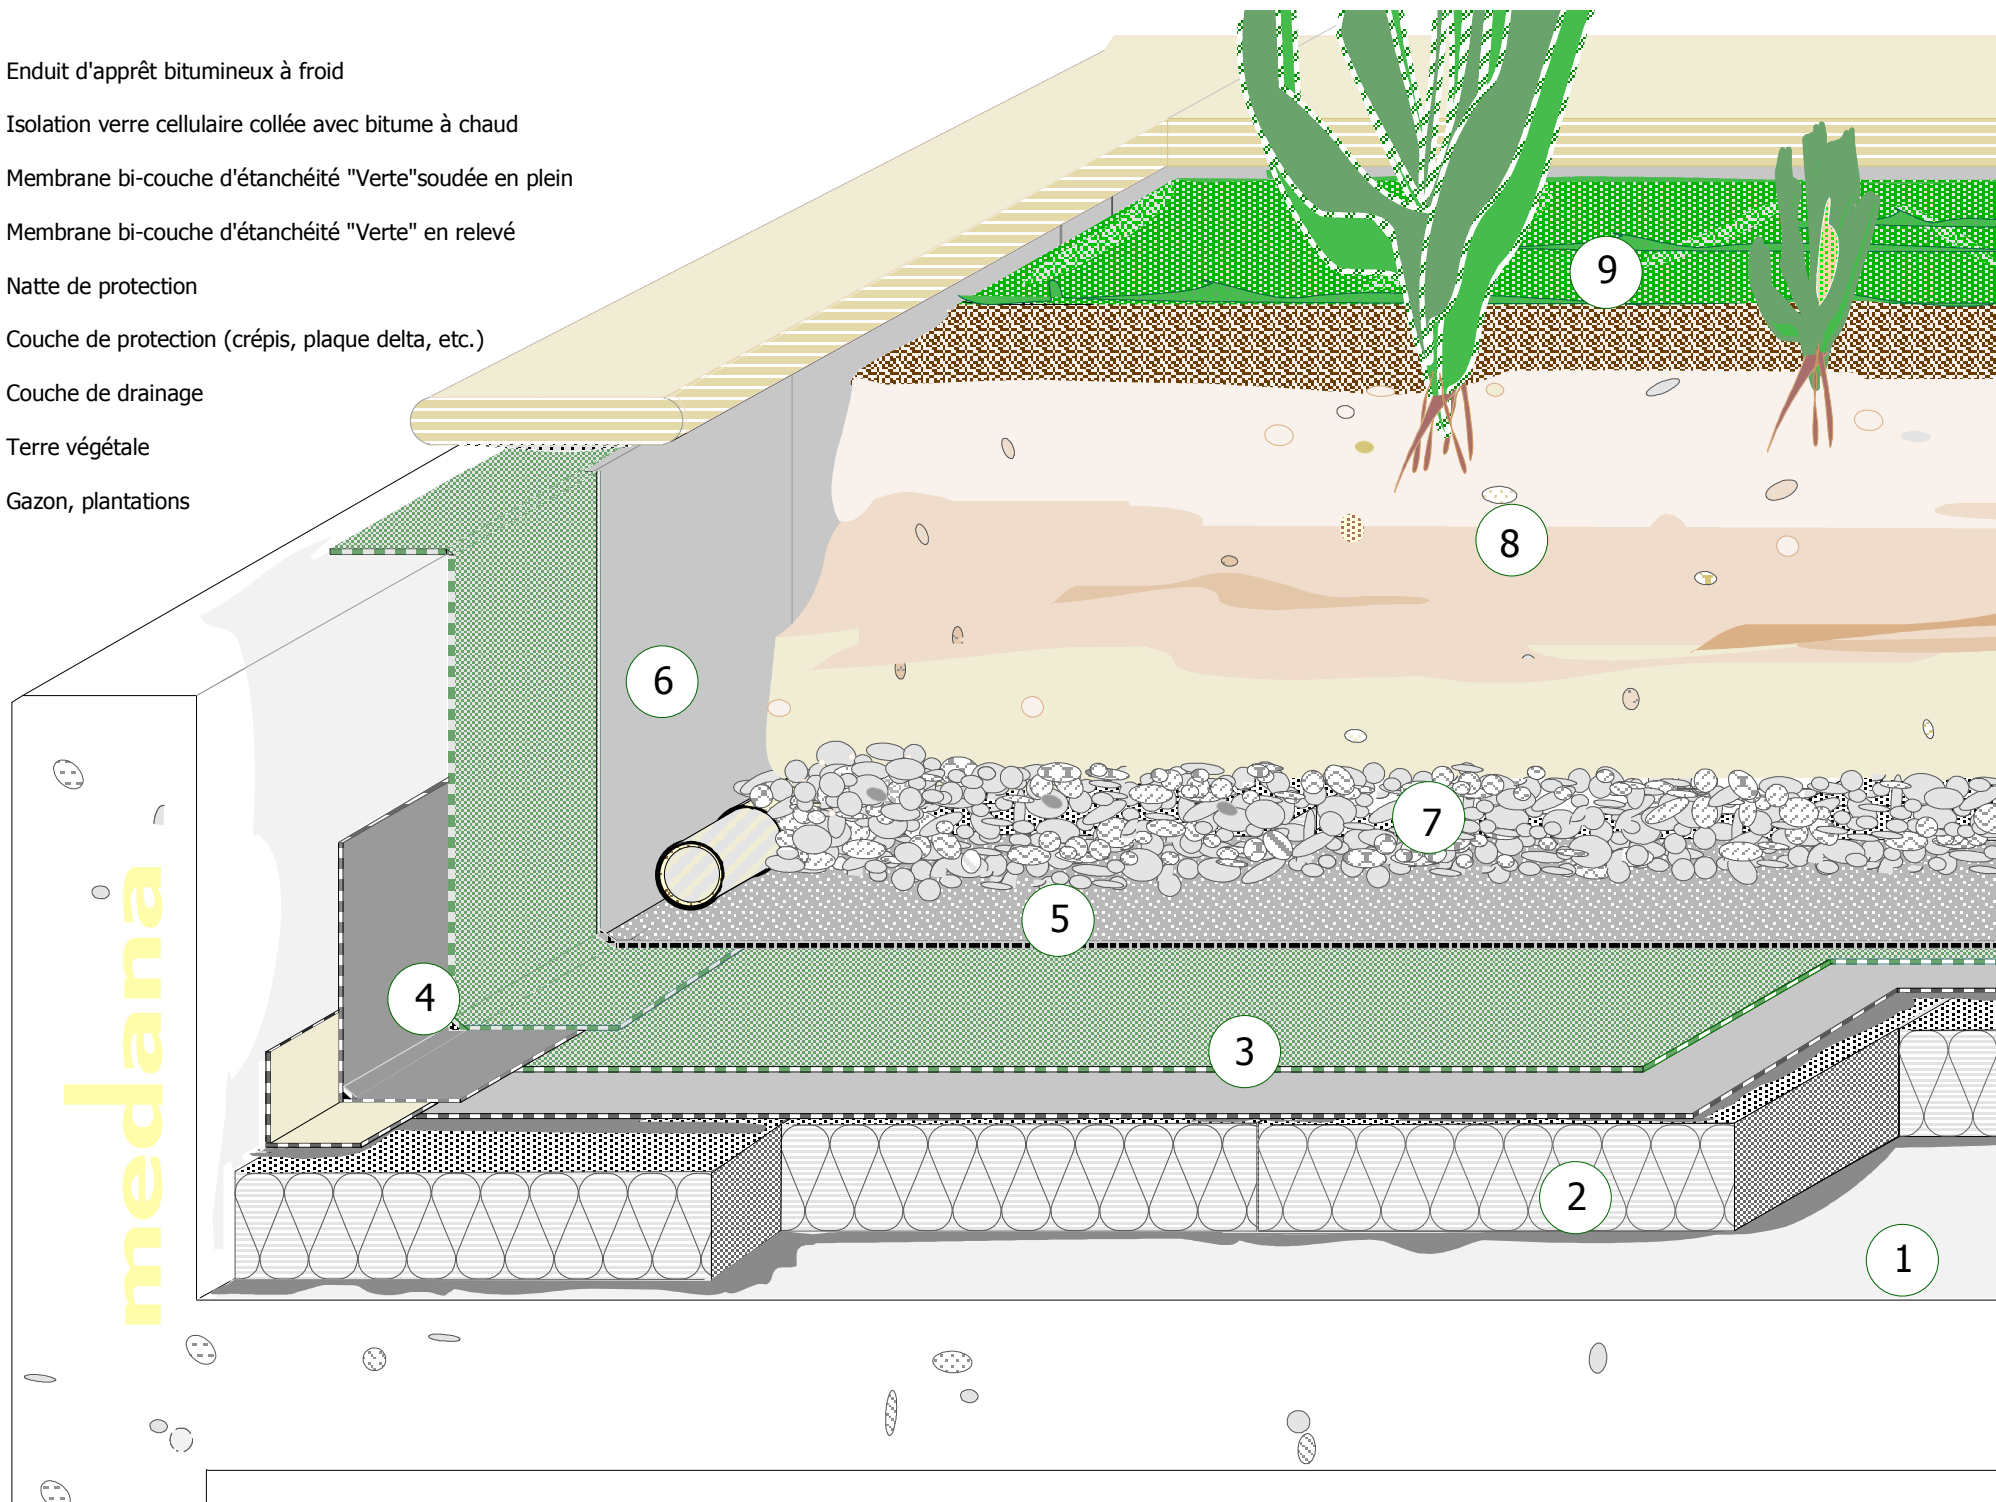 Enduit d'apprêt bitumineux à froid
Isolation verre cellulaire collée avec bitume à chaud
Membrane bi-couche d'étanchéité "Verte"soudée en plein
Membrane bi-couche d'étanchéité "Verte" en relevé
Natte de protection
Couche de protection (crépis, plaque delta, etc.)
Couche de drainage
Terre végétale
Gazon, plantations
9
8
6
7
5
4
3
2
1
medana